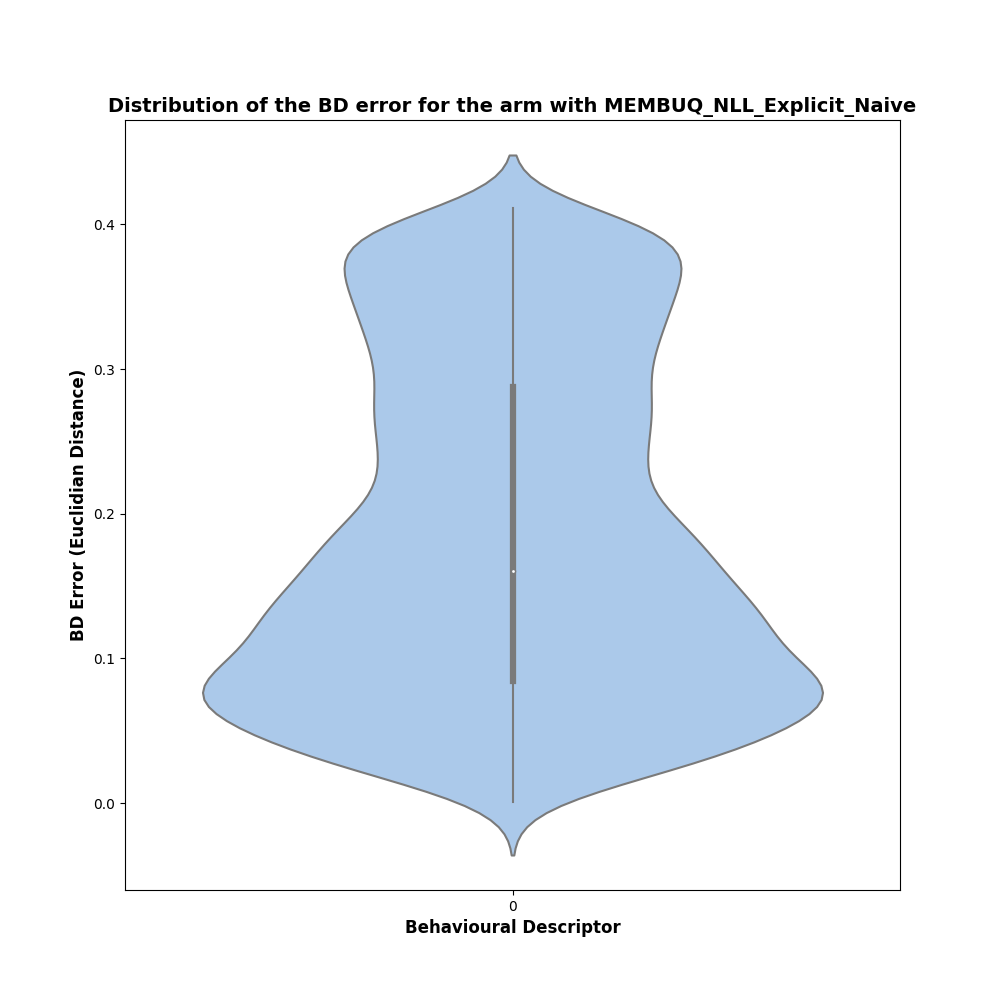 Distribution of the BD error for the arm with MEMBUQ_NLL_Explicit_Naive
BD Error (Euclidian Distance)
0.4
0.3
0.2
0.1
0.0
0
Behavioural Descriptor